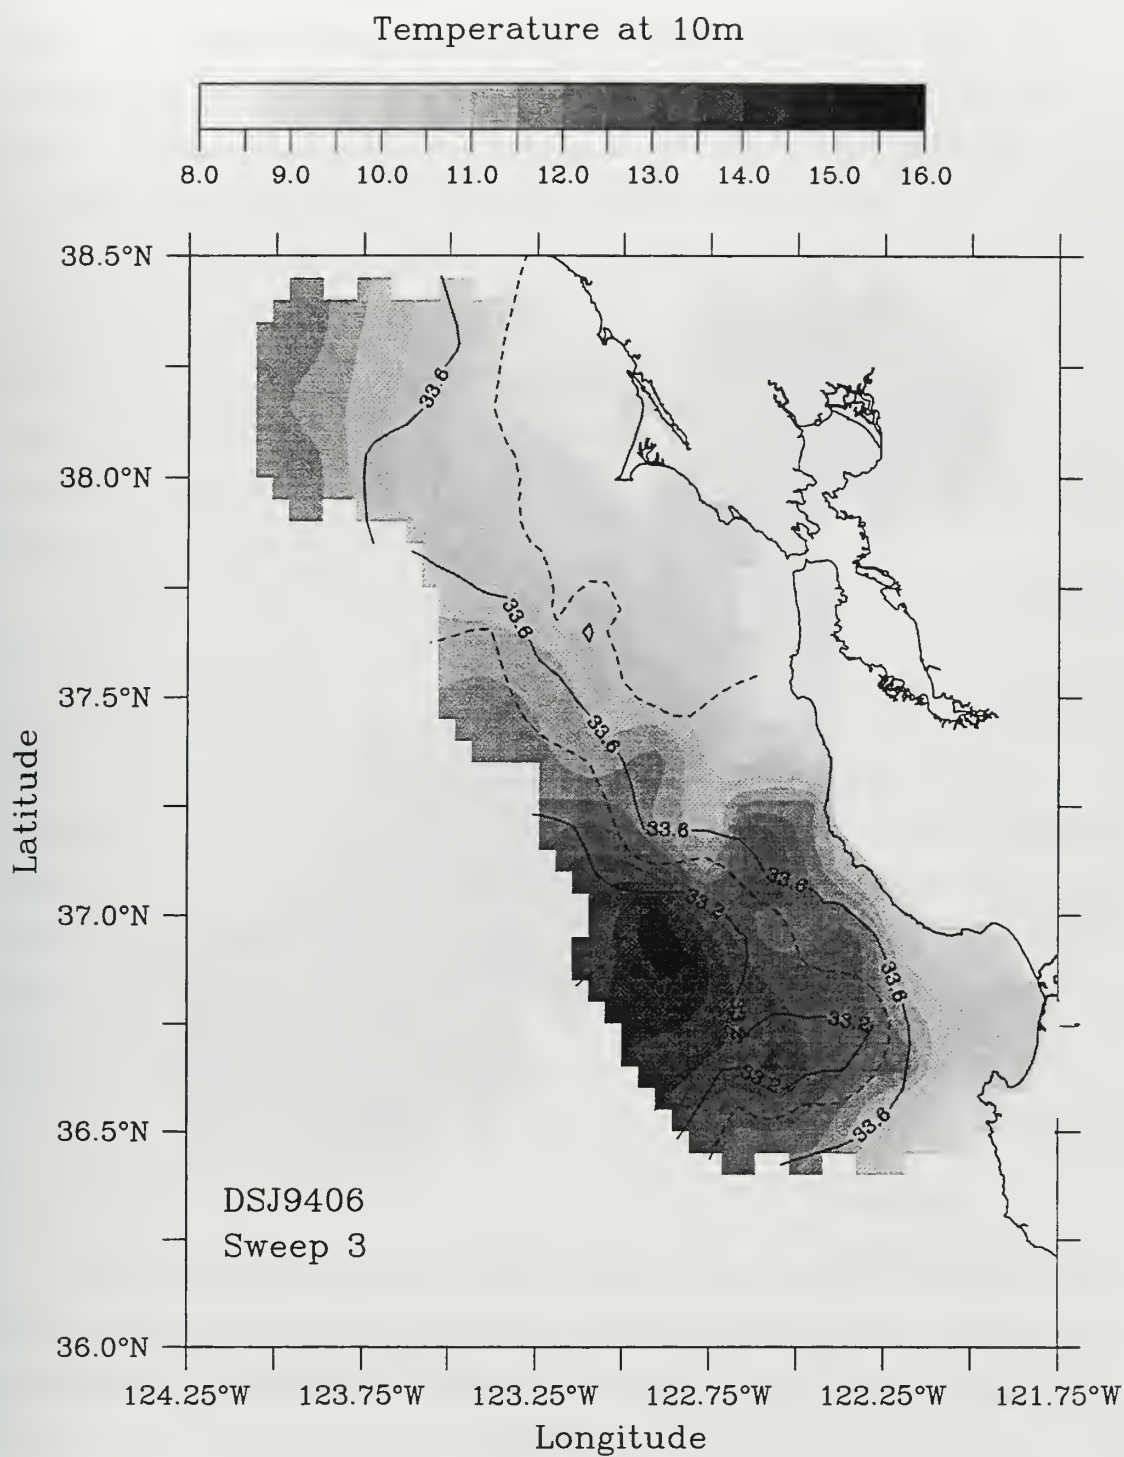 Temperature at 10m
8.0 9.0 10.0 11.0 12.0 13.0 14.0 15.0 16.0
38.5°N
33.6
38.0°N
33.6
37.5°N
33.6
33.6
33.6
33.2
37.0°N
33.6
33.2
33.2
36.5°N
33.6
DSJ9406
Sweep 3
36.0°N
124.25°W 123.75°W 123.25°W 122.75°W 122.25°W 121.75°W
Longitude
Latitude